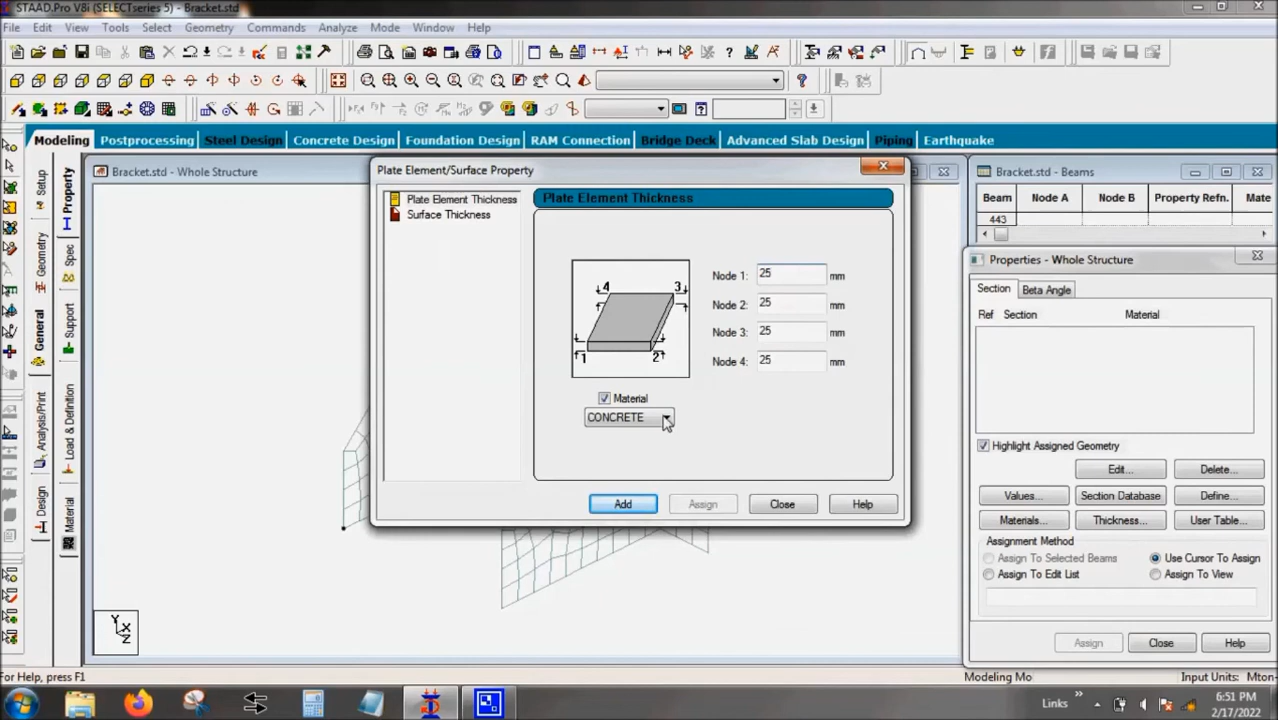 STAAD.Pro V8i (SELECTseries 5) - Bracket.std
File Edit View Tools Select Geometry Commands Analyze Mode Window Help
Modeling Postprocessing Steel Design Concrete Design Foundation Design RAM Connection Bridge Deck Advanced Slab Design Piping Earthquake
Bracket.std - Whole Structure
Setup
Geometry
General
Analysis/Print
Design
Property
Spec
Support
Load & Definition
Material
Plate Element/Surface Property
Plate Element Thickness
Surface Thickness
Plate Element Thickness
4 3
1 2
Node 1: 25 mm
Node 2: 25 mm
Node 3: 25 mm
Node 4: 25 mm
Material
CONCRETE
Add Assign Close Help
Bracket.std - Beams
Beam Node A Node B Property Refn. Mate
443
Properties - Whole Structure
Section Beta Angle
Ref Section Material
Highlight Assigned Geometry
Edit... Delete...
Values... Section Database Define...
Materials... Thickness... User Table...
Assignment Method
Assign To Selected Beams Use Cursor To Assign
Assign To Edit List Assign To View
Assign Close Help
Y
X
Z
For Help, press F1
Modeling Mo Input Units: Mton-
Links
6:51 PM
2/17/2022